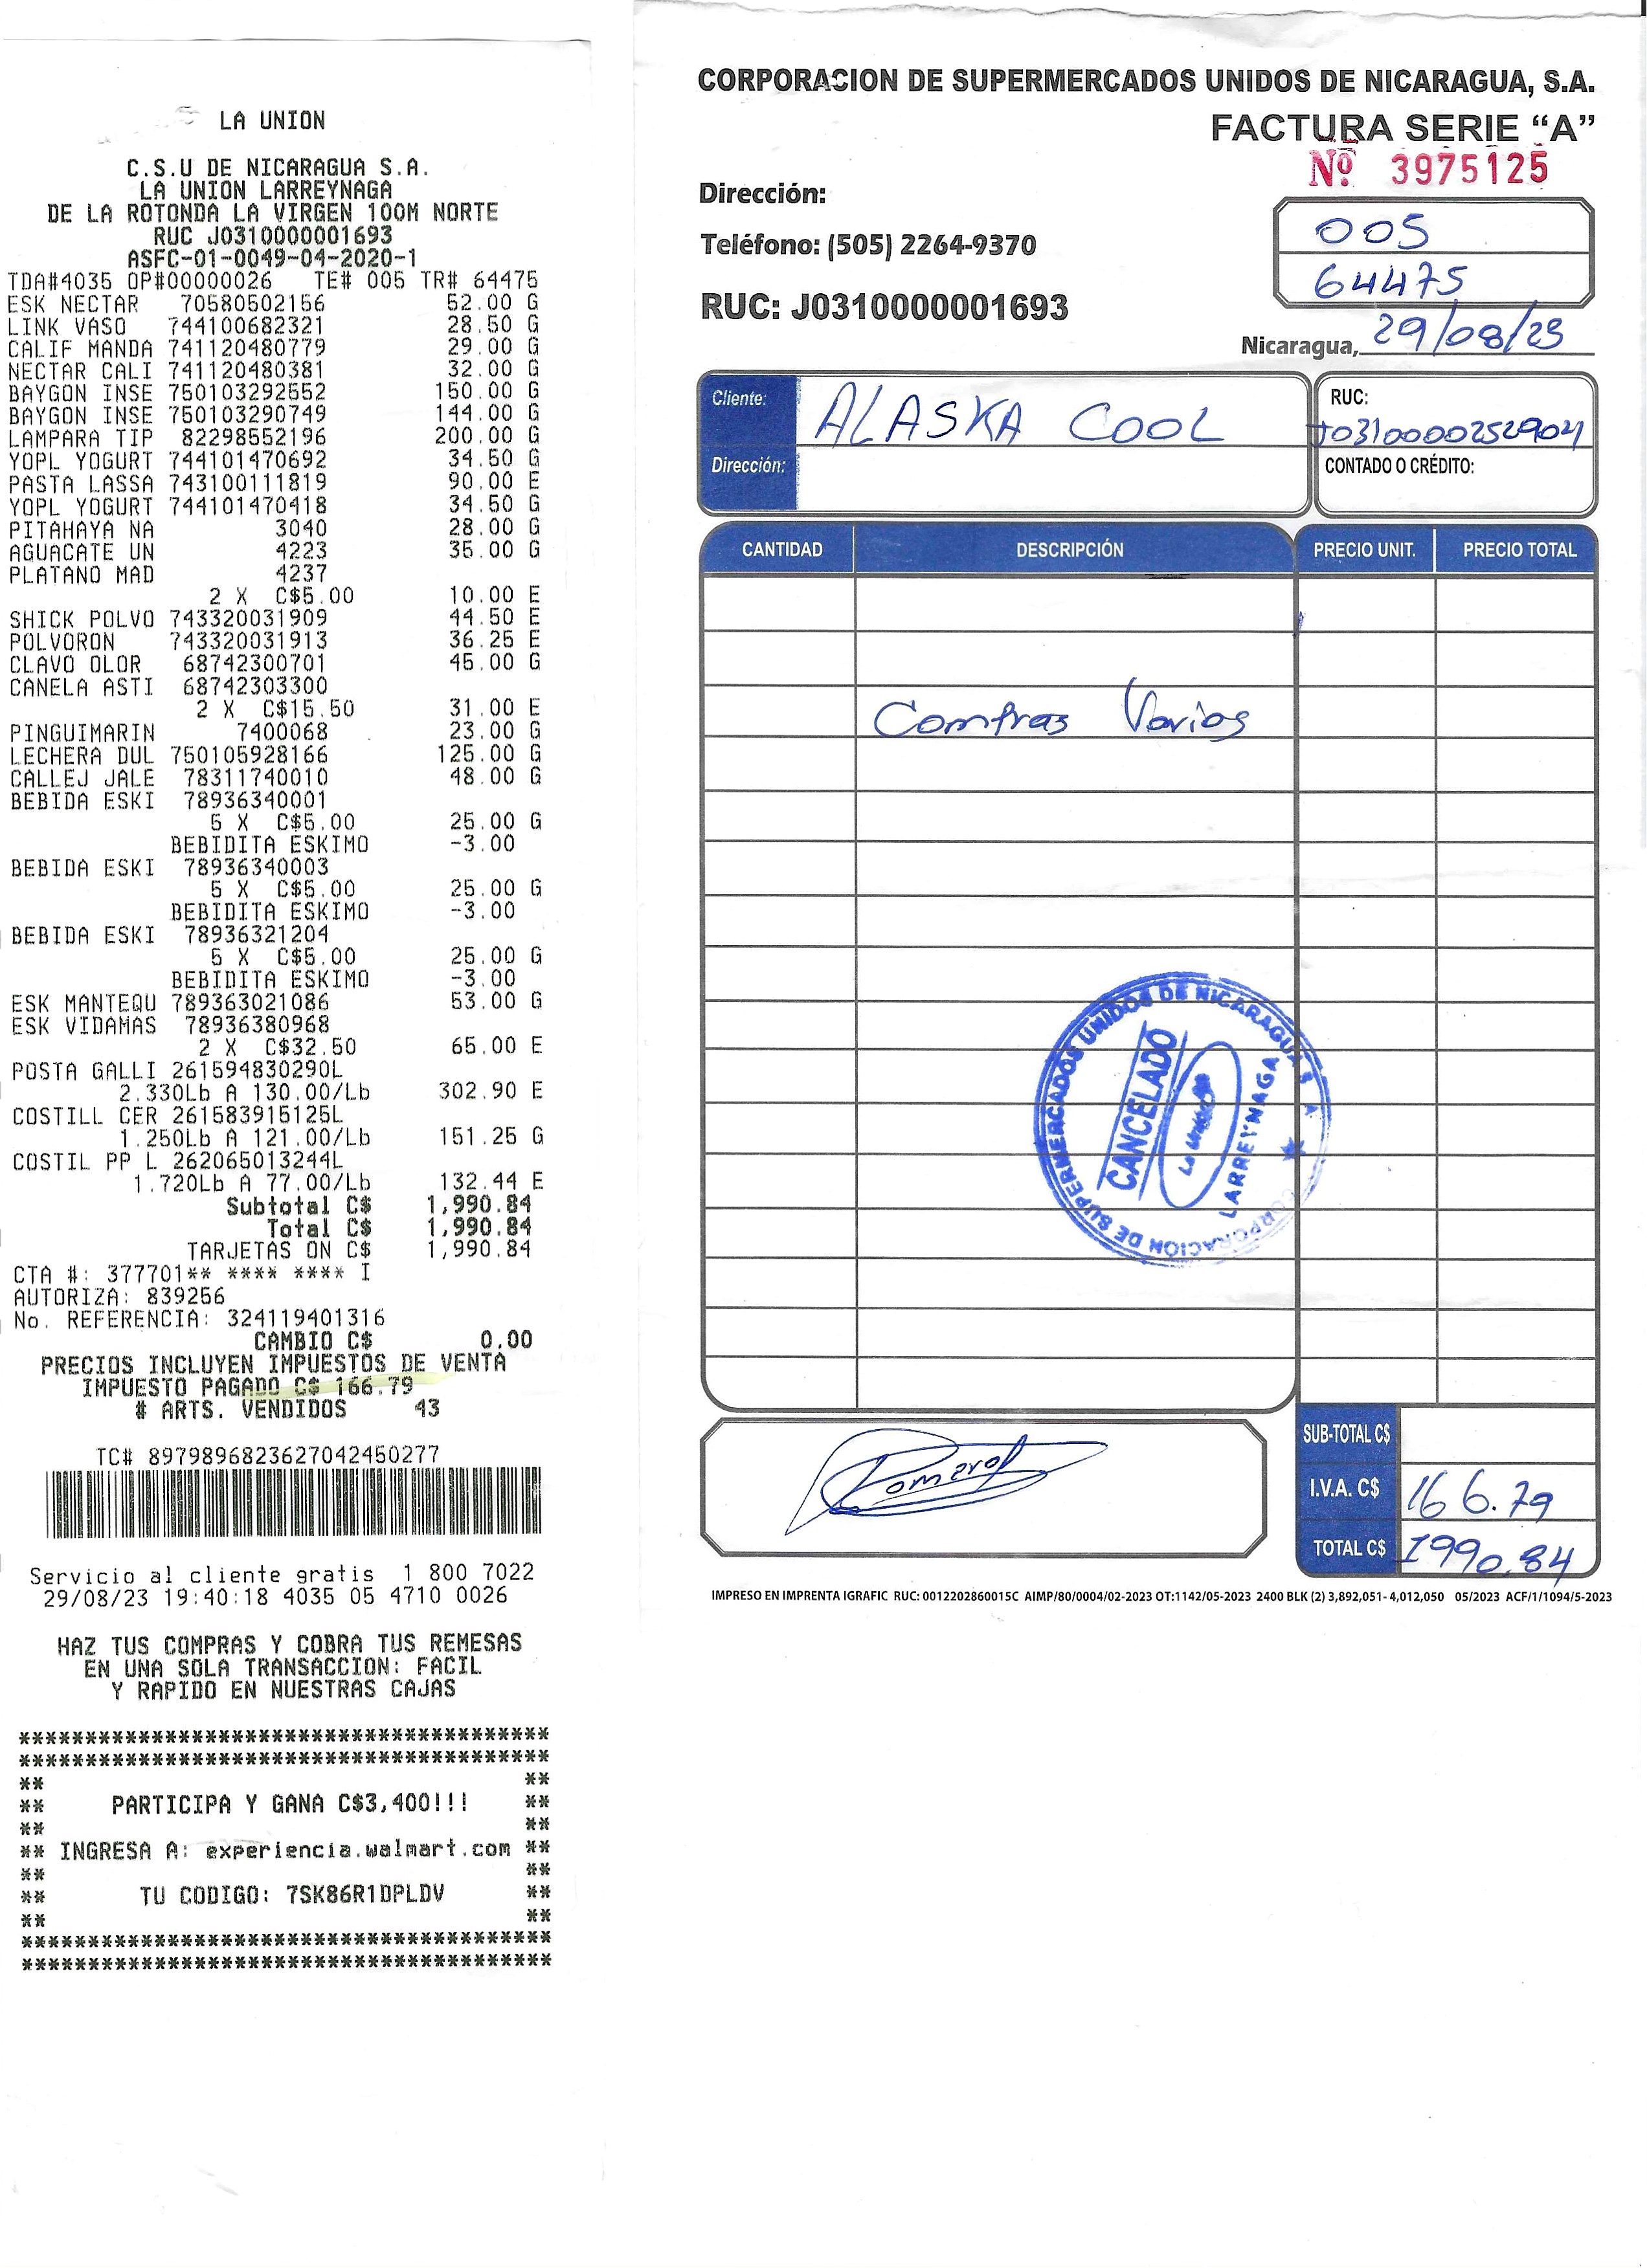 LA UNION
C.S.U DE NICARAGUA S.A.
LA UNION LARREYNAGA
DE LA ROTONDA LA VIRGEN 100M NORTE
RUC J0310000001693
ASFC-01-0049-04-2020-1
TDA#4035 OP#00000026 TE# 005 TR# 64475
ESK NECTAR 70580502156 52.00 G
LINK VASO 744100682321 28.50 G
CALIF MANDA 741120480779 29.00 G
NECTAR CALI 741120480381 32.00 G
BAYGON INSE 750103292552 150.00 G
BAYGON INSE 750103290749 144.00 G
LAMPARA TIP 82298552196 200.00 G
YOPL YOGURT 744101470692 34.50 G
PASTA LASSA 743100111819 90.00 E
YOPL YOGURT 744101470418 34.50 G
PITAHAYA NA 3040 28.00 G
AGUACATE UN 4223 35.00 G
PLATANO MAD 4237
2 X C$5.00 10.00 E
SHICK POLVO 743320031909 44.50 E
POLVORON 743320031913 36.25 E
CLAVO OLOR 68742300701 45.00 G
CANELA ASTI 68742303300
2 X C$15.50 31.00 E
PINGUIMARIN 7400068 23.00 G
LECHERA DUL 750105928166 125.00 G
CALLEJ JALE 78311740010 48.00 G
BEBIDA ESKI 78936340001
5 X C$5.00 25.00 G
BEBIDITA ESKIMO -3.00
BEBIDA ESKI 78936340003
5 X C$5.00 25.00 G
BEBIDITA ESKIMO -3.00
BEBIDA ESKI 78936321204
5 X C$5.00 25.00 G
BEBIDITA ESKIMO -3.00
ESK MANTEQU 789363021086 53.00 G
ESK VIDAMAS 78936380968
2 X C$32.50 65.00 E
POSTA GALLI 261594830290L
2.330Lb A 130.00/Lb 302.90 E
COSTILL CER 261583915125L
1.250Lb A 121.00/Lb 151.25 G
COSTIL PP L 262065013244L
1.720Lb A 77.00/Lb 132.44 E
Subtotal C$ 1,990.84
Total C$ 1,990.84
TARJETAS ON C$ 1,990.84
CTA #: 377701** **** **** I
AUTORIZA: 839256
No. REFERENCIA: 324119401316
CAMBIO C$ 0.00
PRECIOS INCLUYEN IMPUESTOS DE VENTA
IMPUESTO PAGADO C$ 166.79
# ARTS. VENDIDOS 43
TC# 8979896823627042450277
Servicio al cliente gratis 1 800 7022
29/08/23 19:40:18 4035 05 4710 0026
HAZ TUS COMPRAS Y COBRA TUS REMESAS
EN UNA SOLA TRANSACCION: FACIL
Y RAPIDO EN NUESTRAS CAJAS
****************************************
****************************************
** **
** PARTICIPA Y GANA C$3,400!!! **
** **
** INGRESA A: experiencia.walmart.com **
** **
** TU CODIGO: 7SK86R1DPLDV **
** **
****************************************
****************************************
CORPORACION DE SUPERMERCADOS UNIDOS DE NICARAGUA, S.A.
FACTURA SERIE “A”
Nº 3975125
Dirección:
005
Teléfono: (505) 2264-9370
64475
RUC: J0310000001693
Nicaragua, 29/08/23
Cliente: ALASKA COOL
RUC: J0310000252904
Dirección:
CONTADO O CRÉDITO:
CANTIDAD DESCRIPCIÓN PRECIO UNIT. PRECIO TOTAL
Compras Varios
CORPORACION DE SUPERMERCADOS UNIDOS DE NICARAGUA S.A.
CANCELADO
La Union
LARREYNAGA
SUB-TOTAL C$
I.V.A. C$ 166.79
TOTAL C$ 1990.84
IMPRESO EN IMPRENTA IGRAFIC RUC: 0012202860015C AIMP/80/0004/02-2023 OT:1142/05-2023 2400 BLK (2) 3,892,051- 4,012,050 05/2023 ACF/1/1094/5-2023